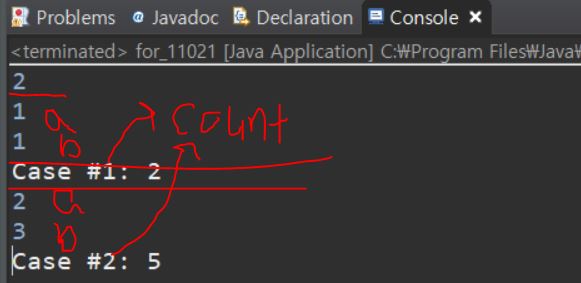 Problems @ Javadoc Declaration Console
<terminated> for_11021 [Java Application] C:₩Program Files₩Java₩
2
1 a
count
1 b
Case #1: 2
2 a
3 b
Case #2: 5